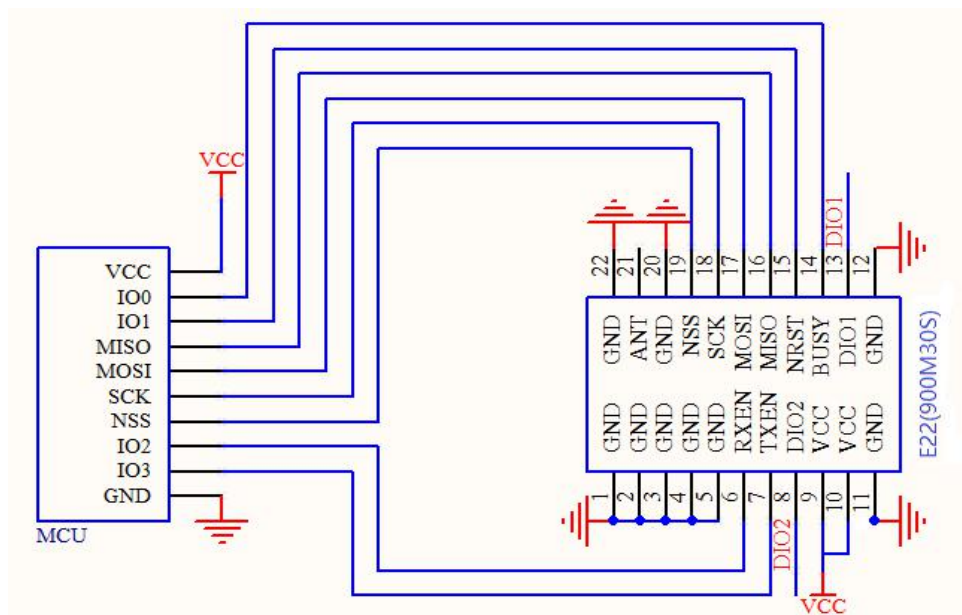 VCC
VCC
IO0
IO1
MISO
MOSI
SCK
NSS
IO2
IO3
GND
MCU
DIO1
22 21 20 19 18 17 16 15 14 13 12
GND ANT GND NSS SCK MOSI MISO NRST BUSY DIO1 GND
GND GND GND GND GND RXEN TXEN DIO2 VCC VCC GND
1 2 3 4 5 6 7 8 9 10 11
DIO2
VCC
E22(900M30S)